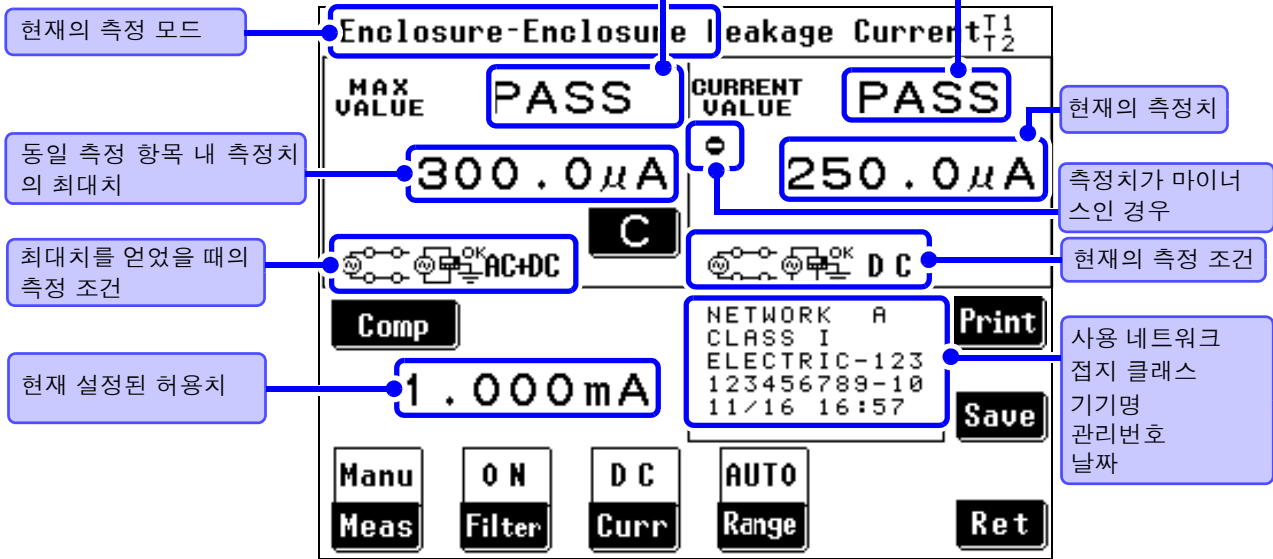 현재의 측정 모드
Enclosure-Enclosure Leakage Current T1 T2
MAX VALUE
PASS
CURRENT VALUE
PASS
현재의 측정치
동일 측정 항목 내 측정치
의 최대치
300.0μA
-
250.0μA
측정치가 마이너
스인 경우
C
최대치를 얻었을 때의
측정 조건
OK AC+DC
OK DC
현재의 측정 조건
Comp
NETWORK A
CLASS I
ELECTRIC-123
123456789-10
11/16 16:57
Print
사용 네트워크
접지 클래스
기기명
관리번호
날짜
현재 설정된 허용치
1.000mA
Save
Manu
ON
DC
AUTO
Meas
Filter
Curr
Range
Ret